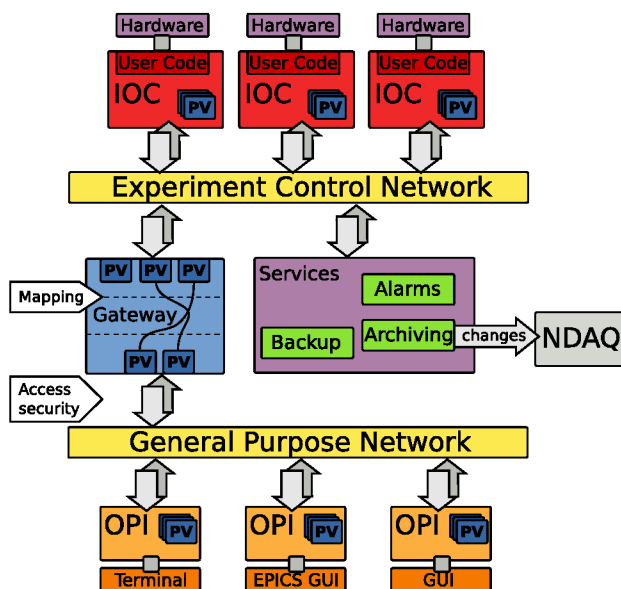 Hardware Hardware Hardware
User Code User Code User Code
IOC IOC IOC
PV PV PV
Experiment Control Network
PV PV PV
Mapping
Gateway
PV PV
Services
Alarms
Backup
Archiving
changes
NDAQ
Access
security
General Purpose Network
OPI OPI OPI
PV PV PV
Terminal EPICS GUI GUI